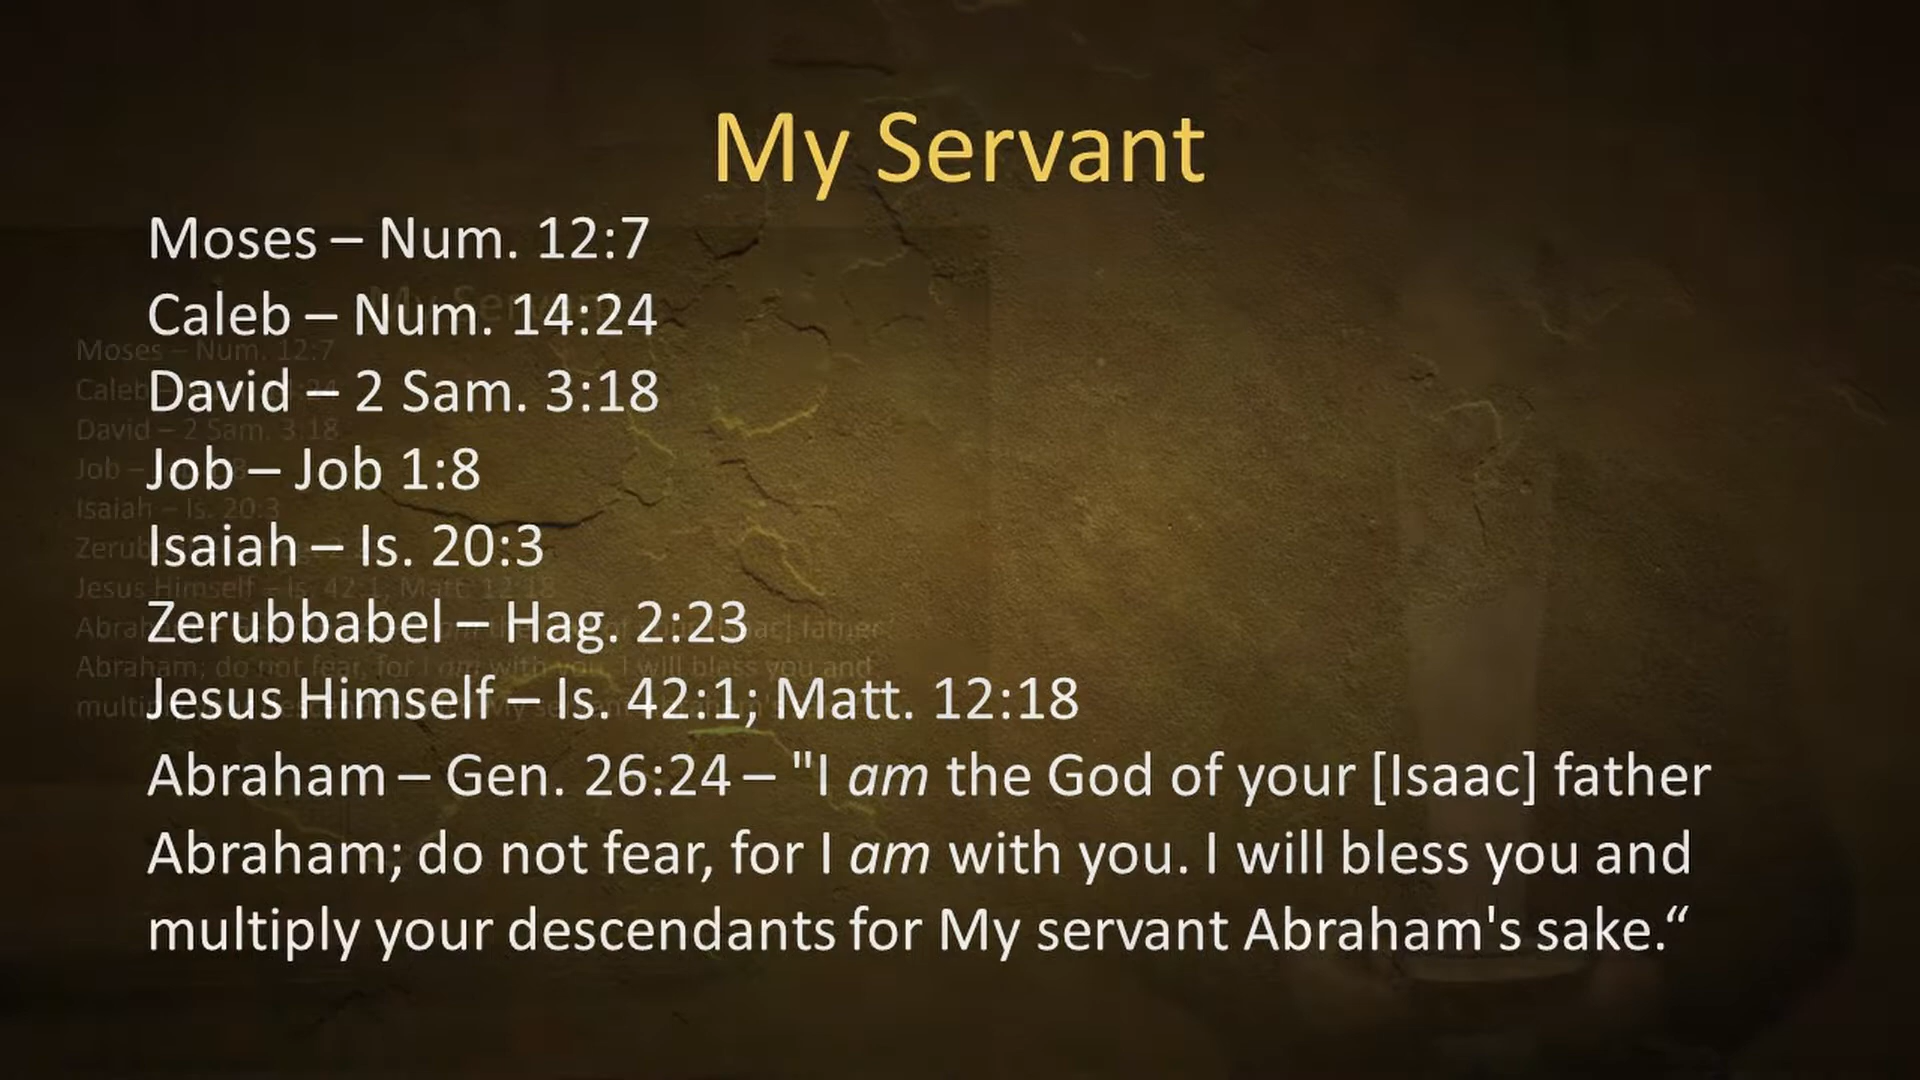 My Servant
Moses – Num. 12:7
Caleb – Num. 14:24
David – 2 Sam. 3:18
Job – Job 1:8
Isaiah – Is. 20:3
Zerubbabel – Hag. 2:23
Jesus Himself – Is. 42:1; Matt. 12:18
Abraham – Gen. 26:24 – "I am the God of your [Isaac] father
Abraham; do not fear, for I am with you. I will bless you and
multiply your descendants for My servant Abraham's sake.“